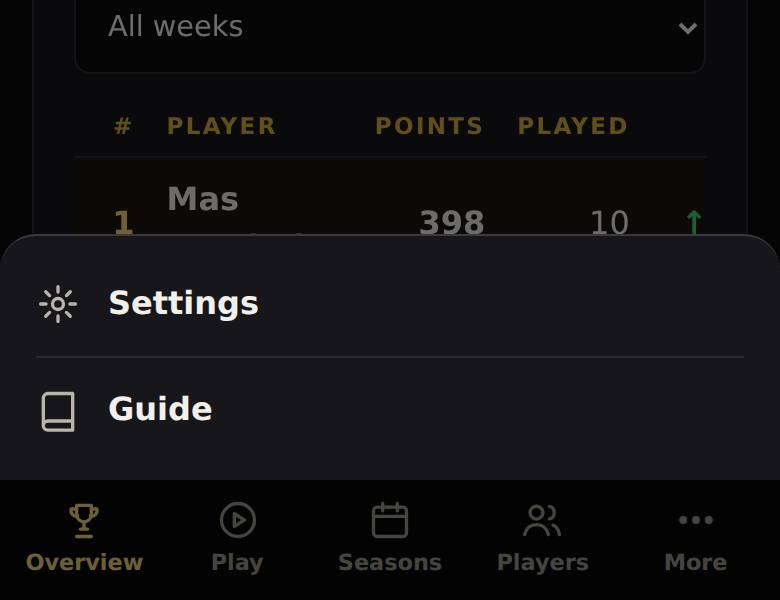 All weeks
# PLAYER POINTS PLAYED
Mas
1 398 10 ↑
Settings
Guide
Overview Play Seasons Players More